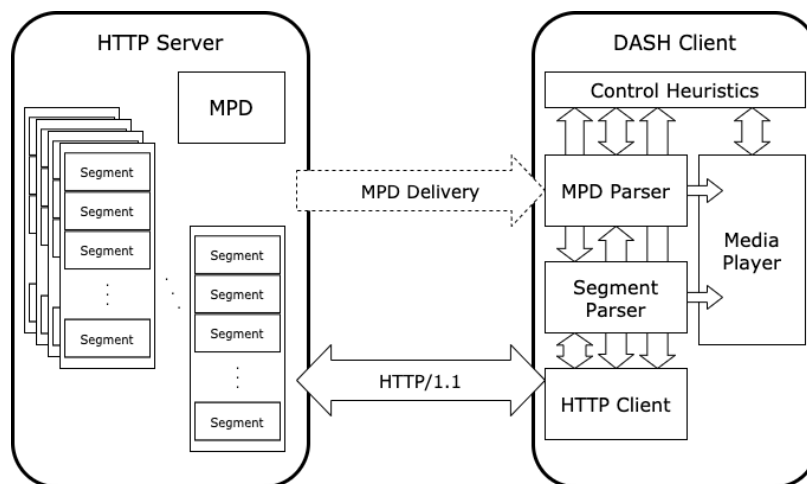 HTTP Server
MPD
Segment
Segment
Segment
Segment
Segment
Segment
Segment
Segment
MPD Delivery
HTTP/1.1
DASH Client
Control Heuristics
MPD Parser
Segment
Parser
Media
Player
HTTP Client